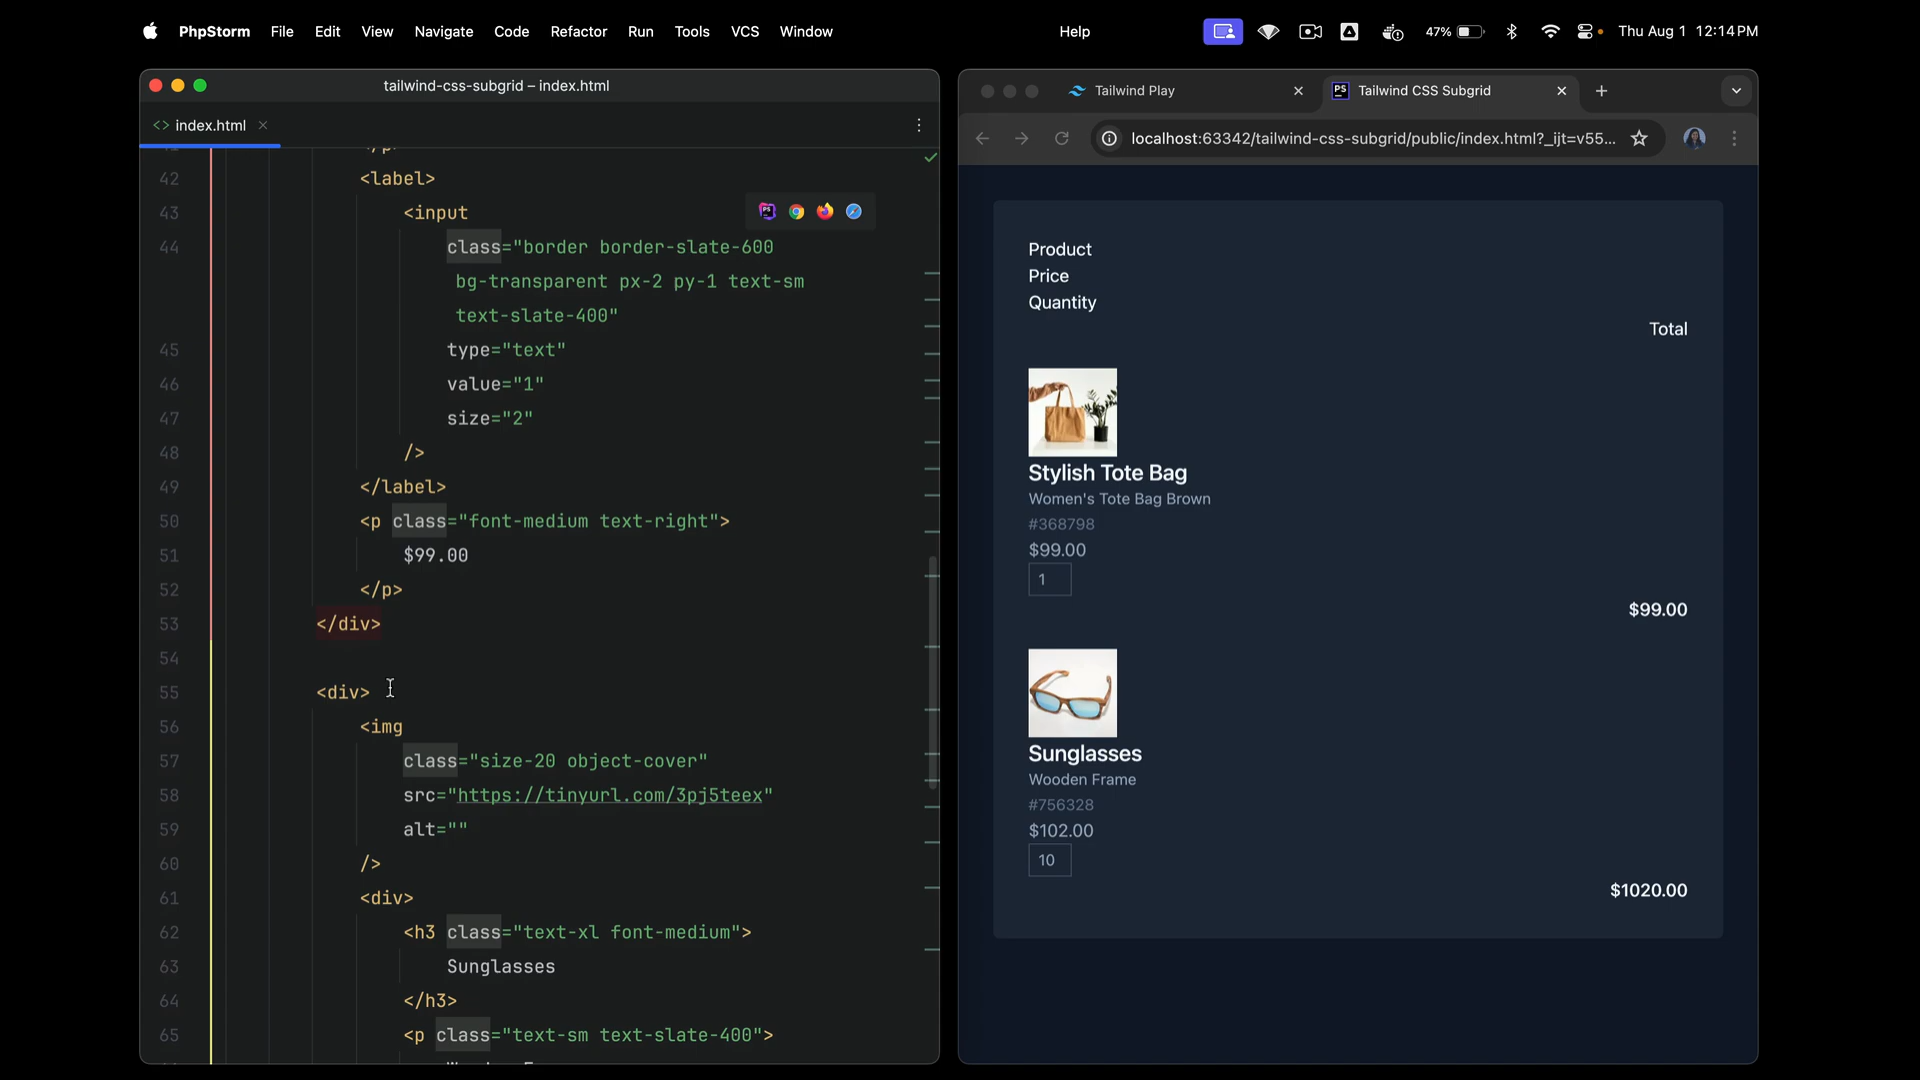 PhpStorm File Edit View Navigate Code Refactor Run Tools VCS Window Help 47% Thu Aug 1 12:14 PM
tailwind-css-subgrid – index.html
<> index.html
42 <label>
43 <input
44 class="border border-slate-600
bg-transparent px-2 py-1 text-sm
text-slate-400"
45 type="text"
46 value="1"
47 size="2"
48 />
49 </label>
50 <p class="font-medium text-right">
51 $99.00
52 </p>
53 </div>
54
55 <div>
56 <img
57 class="size-20 object-cover"
58 src="https://tinyurl.com/3pj5teex"
59 alt=""
60 />
61 <div>
62 <h3 class="text-xl font-medium">
63 Sunglasses
64 </h3>
65 <p class="text-sm text-slate-400">
PS
Tailwind Play
PS Tailwind CSS Subgrid
localhost:63342/tailwind-css-subgrid/public/index.html?_ijt=v55...
Product
Price
Quantity
Total
Stylish Tote Bag
Women's Tote Bag Brown
#368798
$99.00
1
$99.00
Sunglasses
Wooden Frame
#756328
$102.00
10
$1020.00